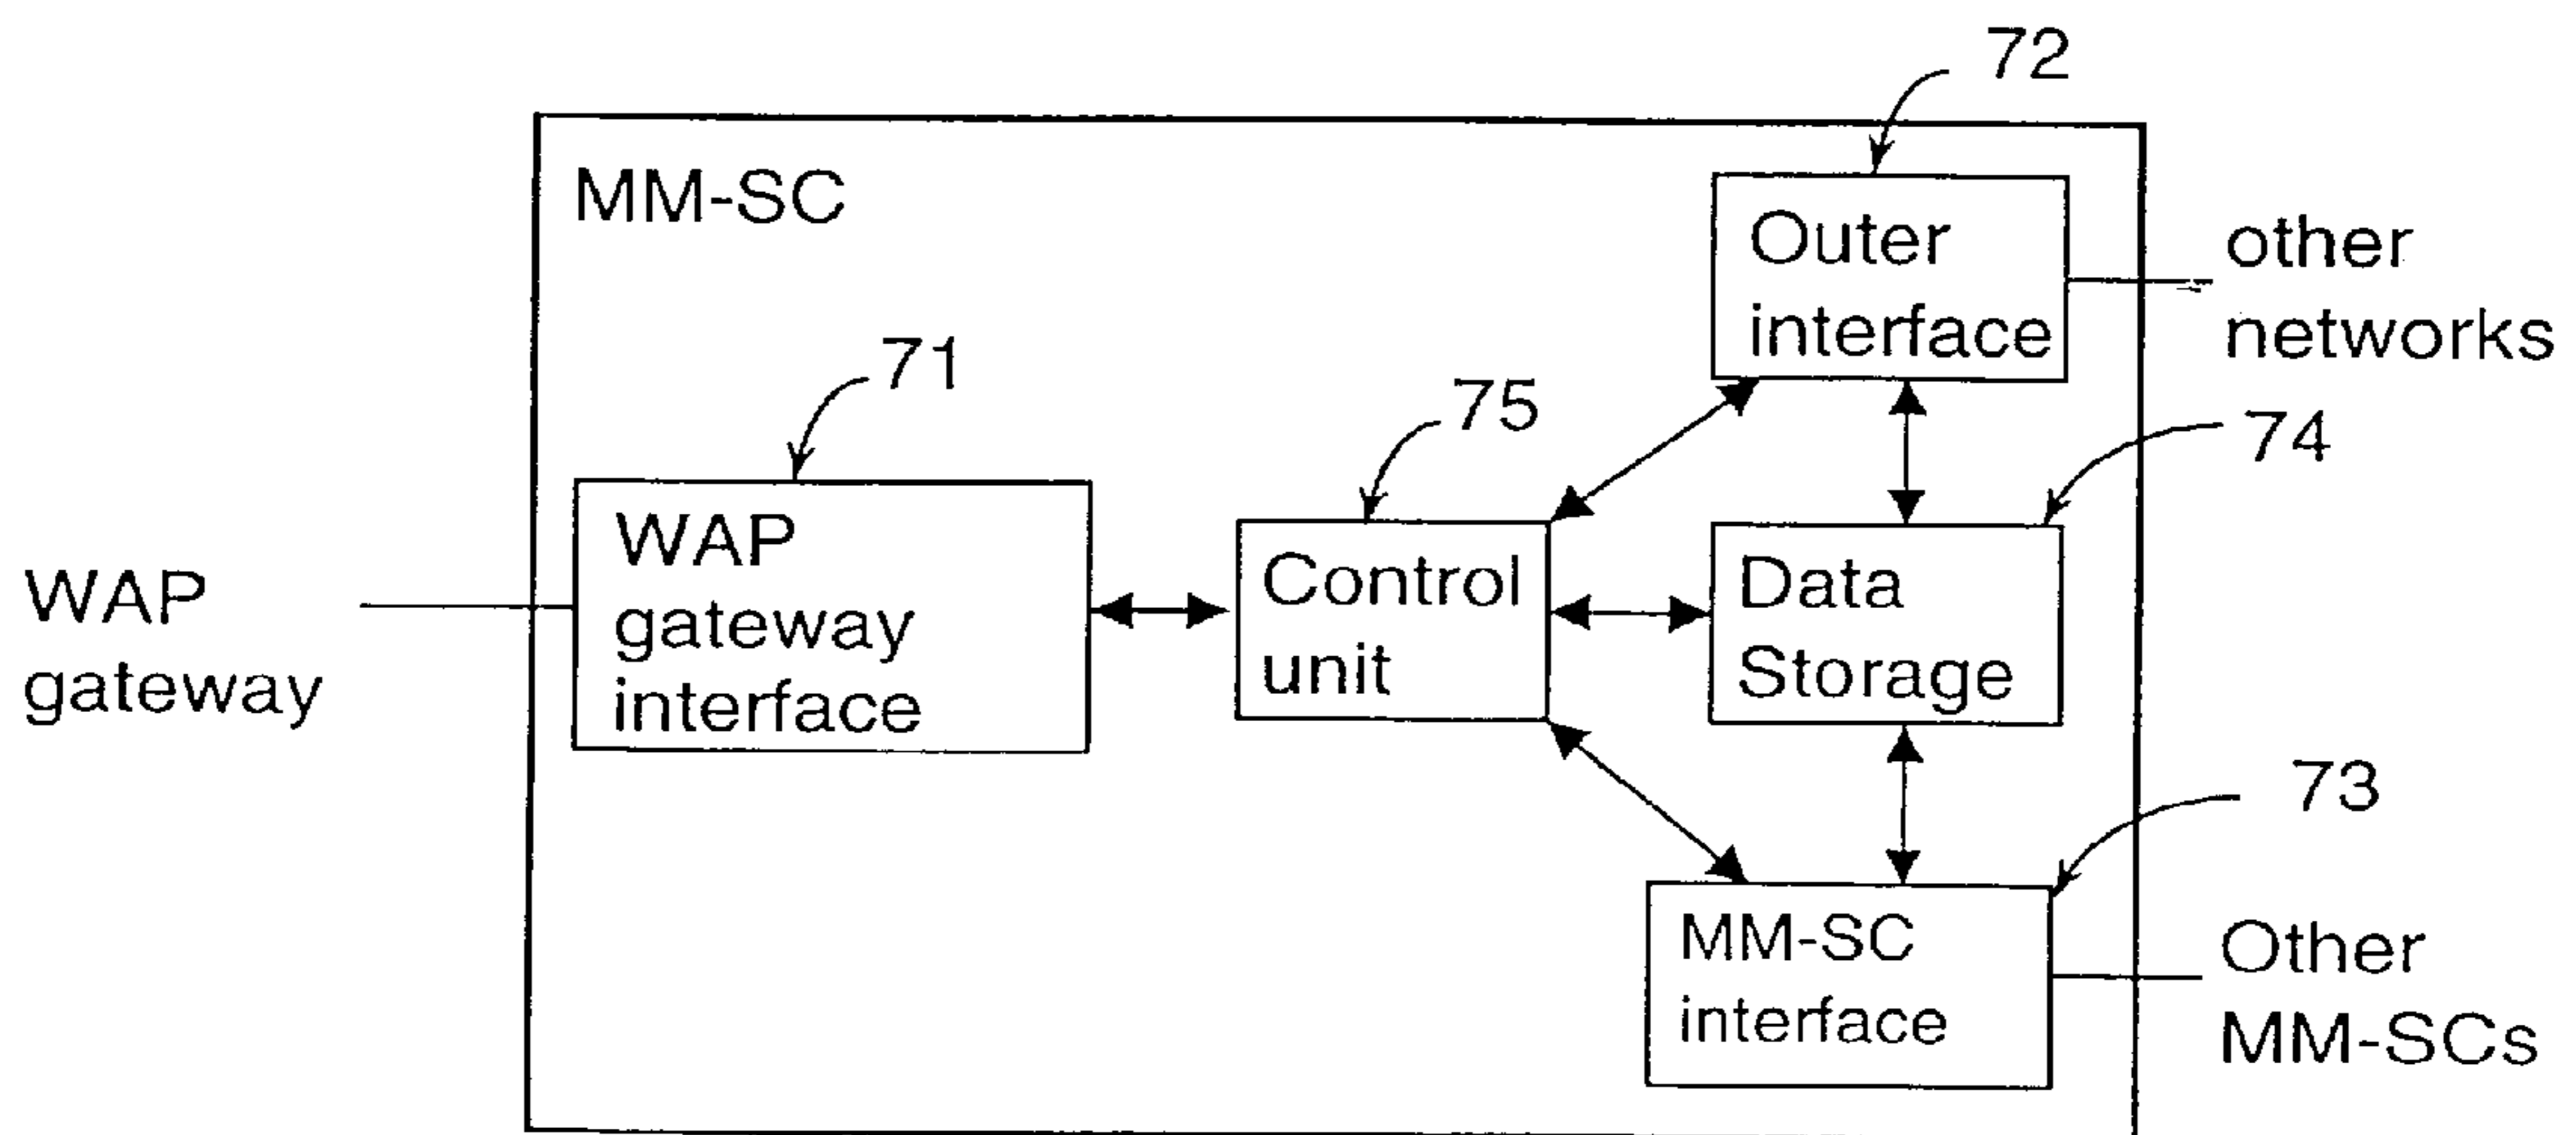 72
MM-SC
Outer
interface
other
networks
71
75
74
WAP
gateway
WAP
gateway
interface
Control
unit
Data
Storage
73
MM-SC
interface
Other
MM-SCs